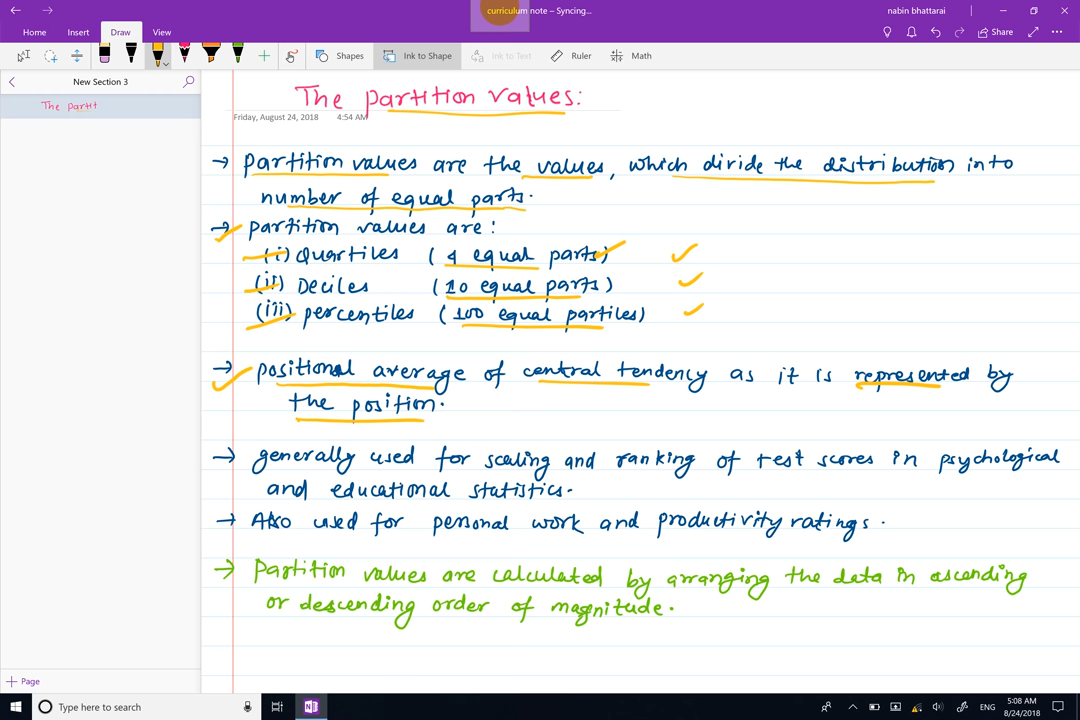 curriculum note – Syncing...
nabin bhattarai
Home
Insert
Draw
View
Share
Shapes
Ink to Shape
Ink to Text
Ruler
Math
New Section 3
The partit
The partition values:
Friday, August 24, 2018
4:54 AM
→ partition values are the values, which divide the distribution into
number of equal parts.
→ partition values are:
(i) Quartiles (4 equal parts)
(ii) Deciles (10 equal parts)
(iii) percentiles (100 equal partiles)
→ positional average of central tendency as it is represented by
the position.
→ generally used for scaling and ranking of test scores in psychological
and educational statistics.
→ Also used for personal work and productivity ratings.
→ Partition values are calculated by arranging the data in ascending
or descending order of magnitude.
+ Page
Type here to search
ENG
5:08 AM
8/24/2018